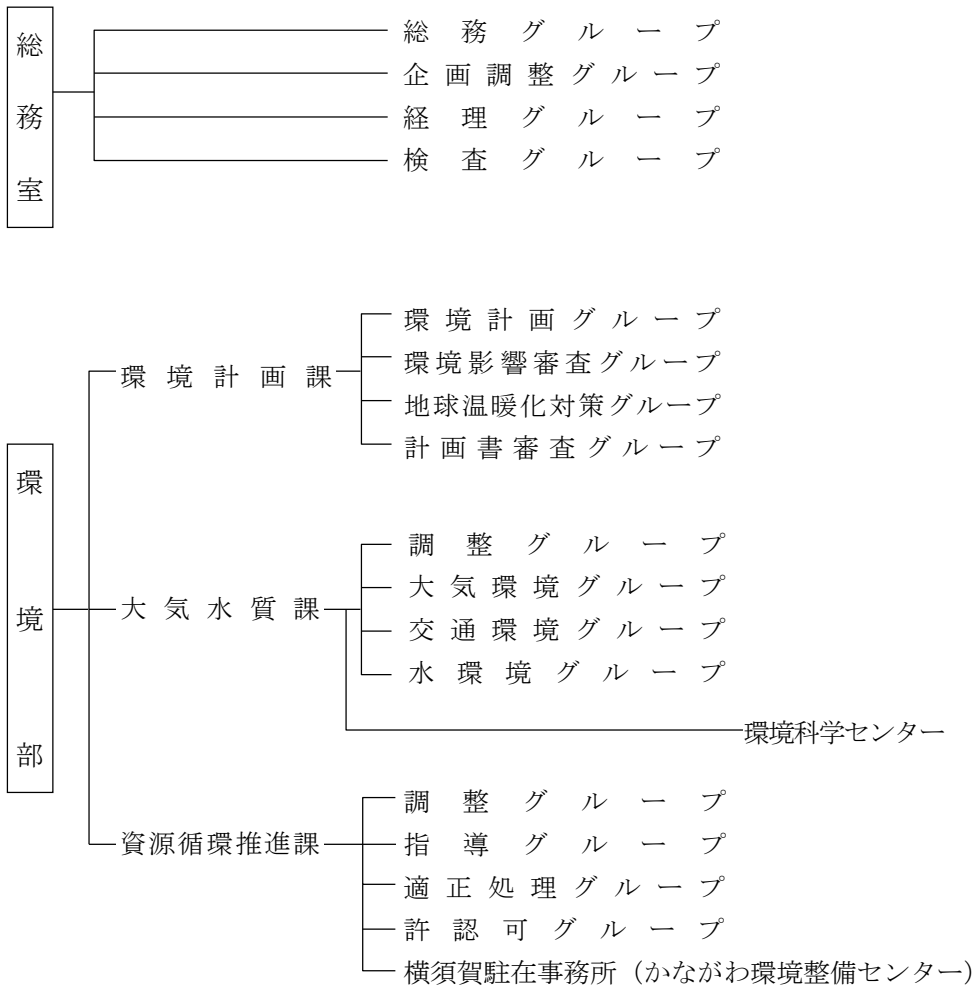 総務室
総務グループ
企画調整グループ
経理グループ
検査グループ
環境部
環境計画課
環境計画グループ
環境影響審査グループ
地球温暖化対策グループ
計画書審査グループ
大気水質課
調整グループ
大気環境グループ
交通環境グループ
水環境グループ
環境科学センター
資源循環推進課
調整グループ
指導グループ
適正処理グループ
許認可グループ
横須賀駐在事務所（かながわ環境整備センター）